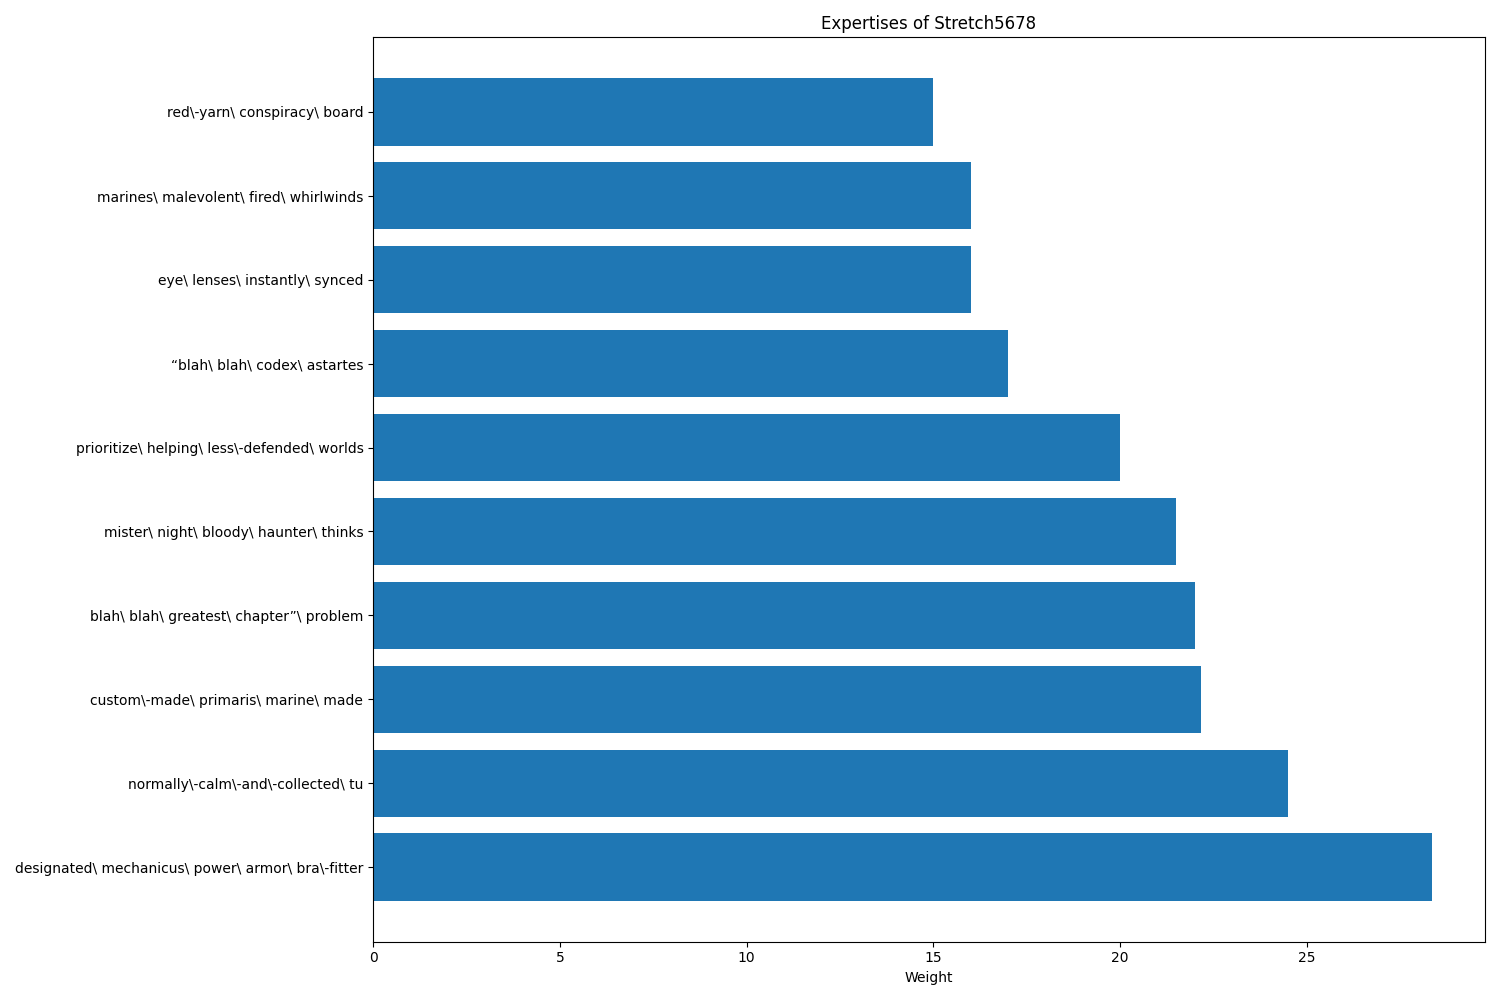 Expertises of Stretch5678
red\-yarn\ conspiracy\ board
marines\ malevolent\ fired\ whirlwinds
eye\ lenses\ instantly\ synced
“blah\ blah\ codex\ astartes
prioritize\ helping\ less\-defended\ worlds
mister\ night\ bloody\ haunter\ thinks
blah\ blah\ greatest\ chapter”\ problem
custom\-made\ primaris\ marine\ made
normally\-calm\-and\-collected\ tu
designated\ mechanicus\ power\ armor\ bra\-fitter
0 5 10 15 20 25
Weight